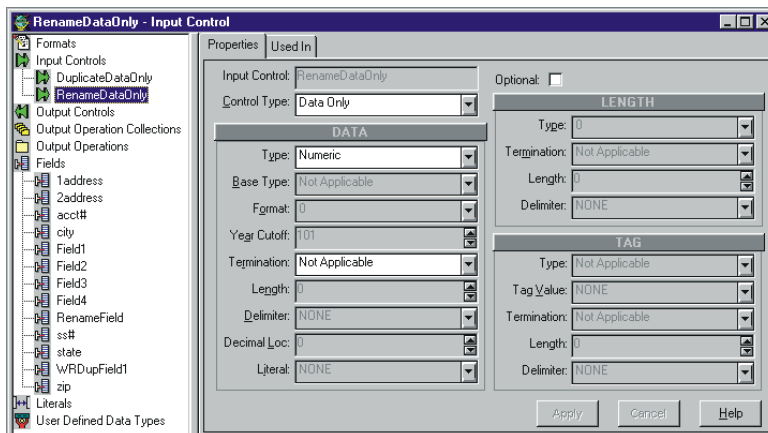 RenameDataOnly - Input Control
Formats
Input Controls
DuplicateDataOnly
RenameDataOnly
Output Controls
Output Operation Collections
Output Operations
Fields
1address
2address
acct#
city
Field1
Field2
Field3
Field4
RenameField
ss#
state
WRDupField1
zip
Literals
User Defined Data Types
Properties
Used In
Input Control: RenameDataOnly
Control Type: Data Only
DATA
Type: Numeric
Base Type: Not Applicable
Format: 0
Year Cutoff: 101
Termination: Not Applicable
Length: 0
Delimiter: NONE
Decimal Loc: 0
Literal: NONE
Optional:
LENGTH
Type: 0
Termination: Not Applicable
Length: 0
Delimiter: NONE
TAG
Type: Not Applicable
Tag Value: NONE
Termination: Not Applicable
Length: 0
Delimiter: NONE
Apply
Cancel
Help